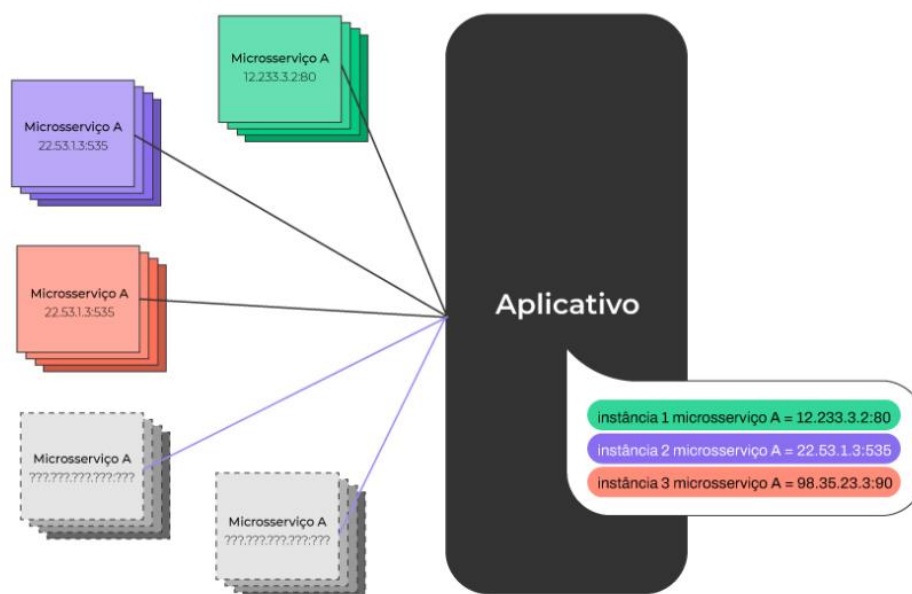 Microsserviço A
12.233.3.2:80
Microsserviço A
22.53.1.3:535
Microsserviço A
22.53.1.3:535
Microsserviço A
???.???.???.???:???
Microsserviço A
???.???.???.???:???
Aplicativo
instância 1 microsserviço A = 12.233.3.2:80
instância 2 microsserviço A = 22.53.1.3:535
instância 3 microsserviço A = 98.35.23.3:90